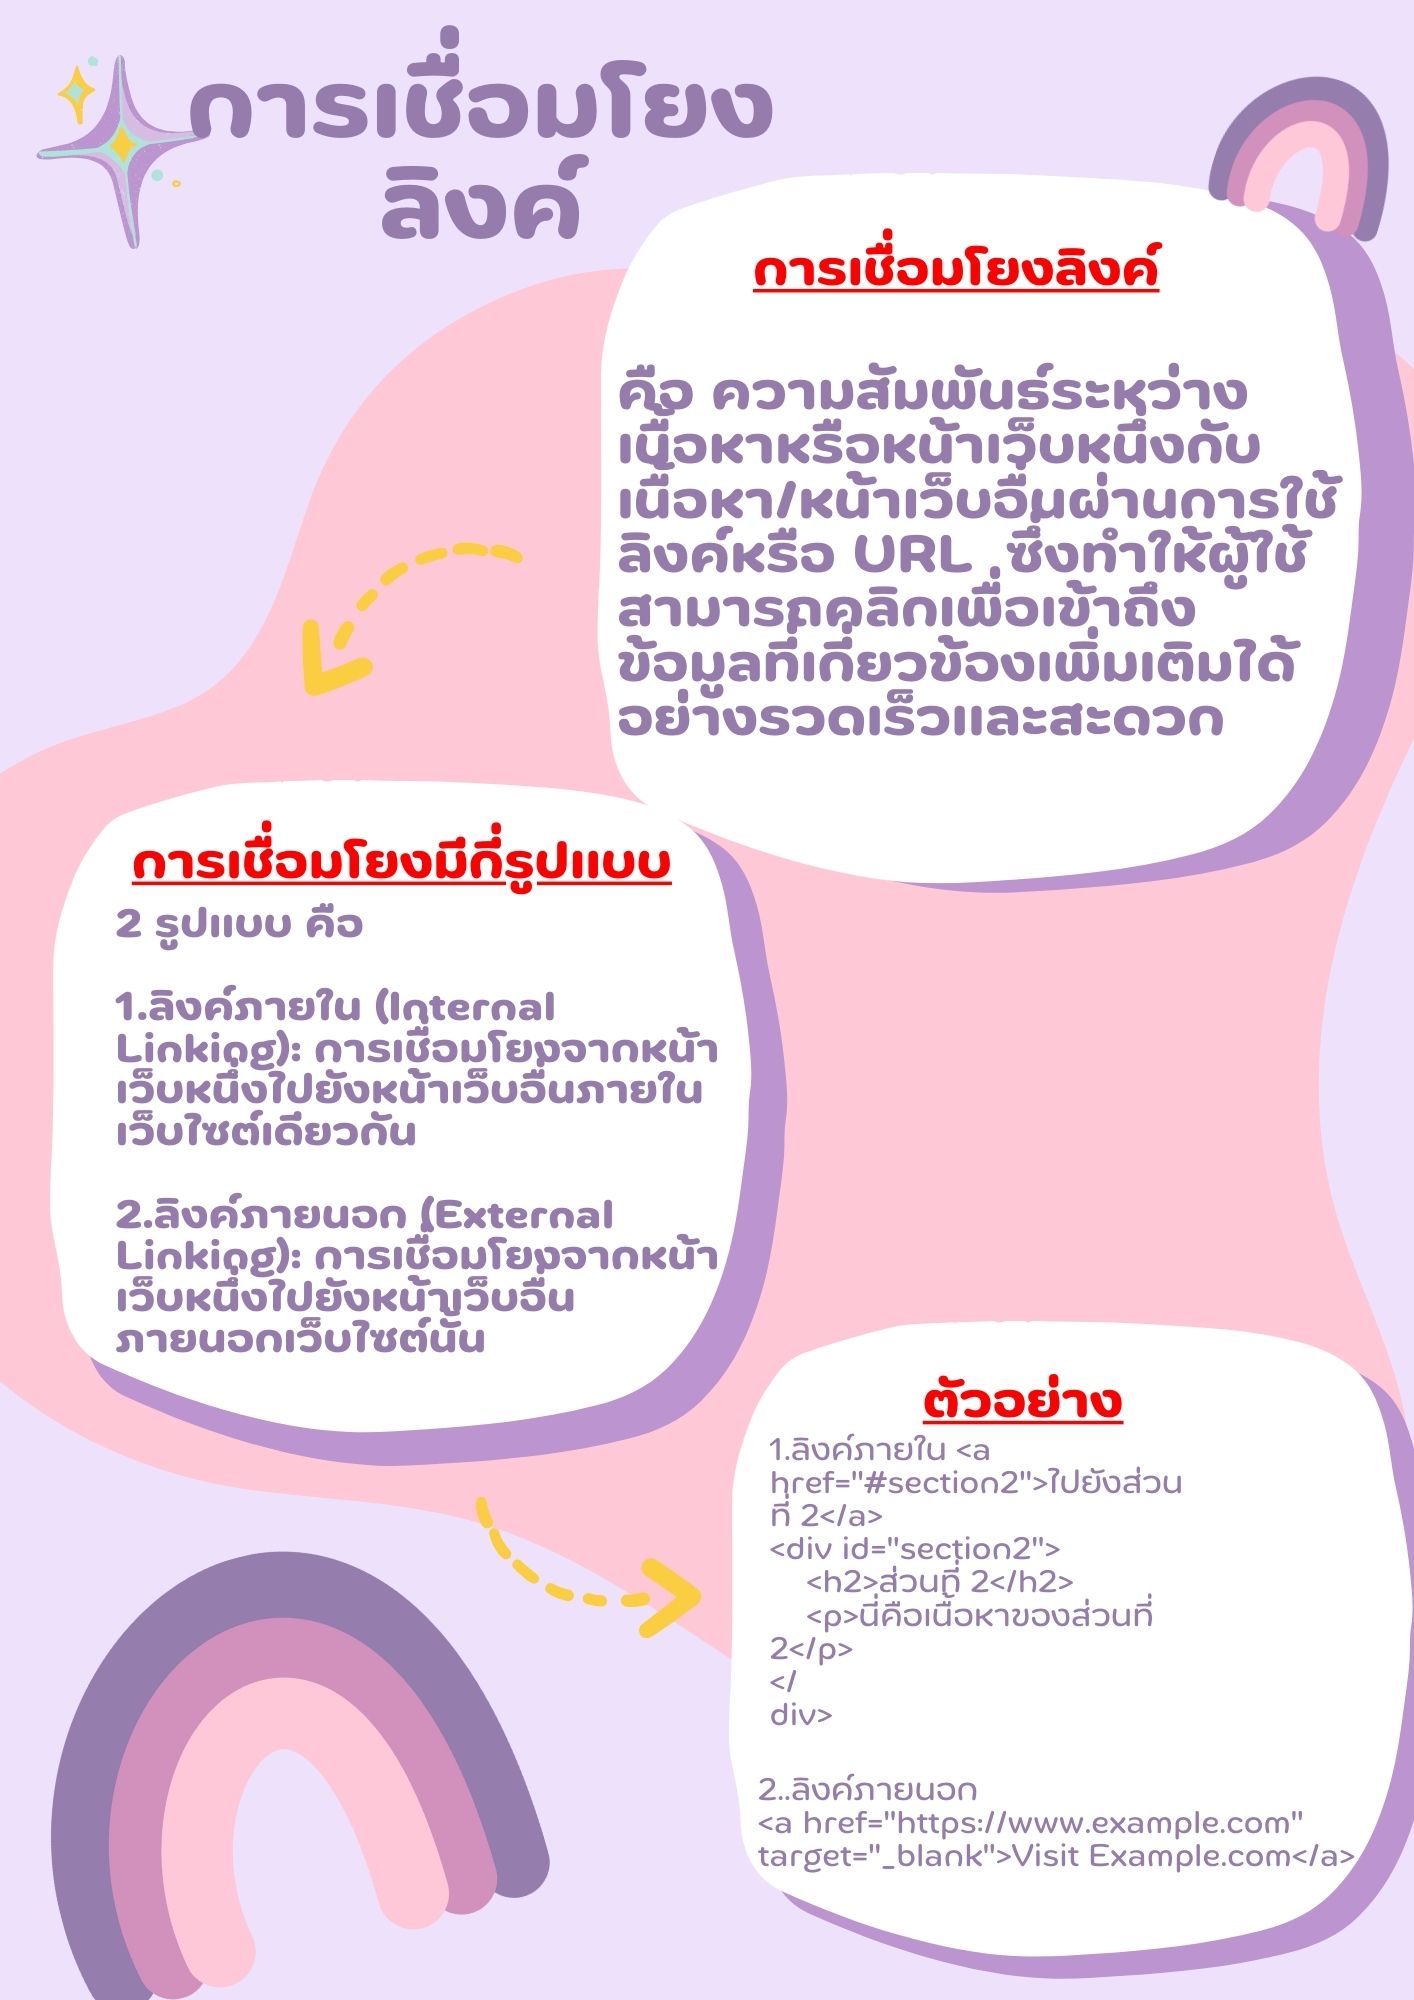 การเชื่อมโยง
ลิงค์
การเชื่อมโยงลิงค์
คือ ความสัมพันธ์ระหว่าง
เนื้อหาหรือหน้าเว็บหนึ่งกับ
เนื้อหา/หน้าเว็บอื่นผ่านการใช้
ลิงค์หรือ URL ซึ่งทำให้ผู้ใช้
สามารถคลิกเพื่อเข้าถึง
ข้อมูลที่เกี่ยวข้องเพิ่มเติมได้
อย่างรวดเร็วและสะดวก
การเชื่อมโยงมีกี่รูปแบบ
2 รูปแบบ คือ
1.ลิงค์ภายใน (Internal
Linking): การเชื่อมโยงจากหน้า
เว็บหนึ่งไปยังหน้าเว็บอื่นภายใน
เว็บไซต์เดียวกัน
2.ลิงค์ภายนอก (External
Linking): การเชื่อมโยงจากหน้า
เว็บหนึ่งไปยังหน้าเว็บอื่น
ภายนอกเว็บไซต์นั้น
ตัวอย่าง
1.ลิงค์ภายใน <a
href="#section2">ไปยังส่วน
ที่ 2</a>
<div id="section2">
<h2>ส่วนที่ 2</h2>
<p>นี่คือเนื้อหาของส่วนที่
2</p>
</
div>
2..ลิงค์ภายนอก
<a href="https://www.example.com"
target="_blank">Visit Example.com</a>